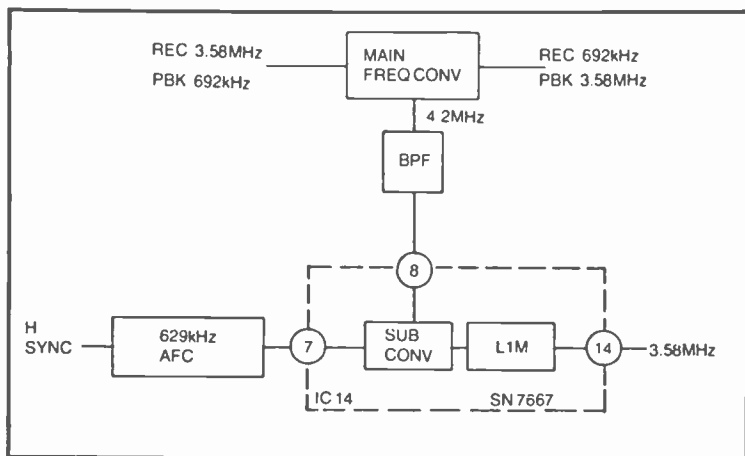 REC 3.58MHz
PBK 692kHz
MAIN
FREQ CONV
REC 692kHz
PBK 3.58MHz
4 2MHz
BPF
8
H
SYNC
629kHz
AFC
7
SUB
CONV
L1M
14
3.58MHz
IC 14
SN 7667